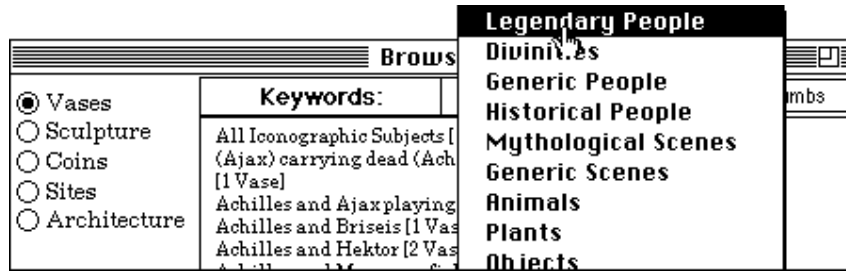 Legendary People
Divinities
Generic People
Historical People
Mythological Scenes
Generic Scenes
Animals
Plants
Objects
Brows
Vases
Sculpture
Coins
Sites
Architecture
Keywords:
umbs
All Iconographic Subjects [
(Ajax) carrying dead (Ach
[1 Vase]
Achilles and Ajax playing
Achilles and Briseis [1 Vas
Achilles and Hektor [2 Vas